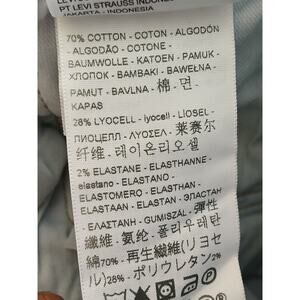 PT LEVI STRAUSS INDONES
JAKARTA - INDONESIA
70% COTTON - COTON - ALGODÓN
ALGODÃO - COTONE -
BAUMWOLLE - KATOEN - PAMUK -
ХЛОПОК - BAMBAKI - BAWEŁNA -
PAMUT - BAVLNA - 棉 - 면 -
KAPAS
28% LYOCELL - lyocell - LIOSEL -
ЛИОЦЕЛЛ - ΛΥΟΣΕΛ - 莱赛尔
纤维 - 레이온리오셀
2% ELASTANE - ELASTHANNE -
elastano - ELASTAN -
ELASTOMERO - ELASTHAN -
ELASTAAN - ELASTAN - ЭЛАСТАН
- ΕΛΑΣΤΑΝΗ - GUMISZÁL - 彈性
纖維 - 氨纶 - 폴리우레탄
綿70% - 再生繊維(リヨセ
ル)28% - ポリウレタン2%